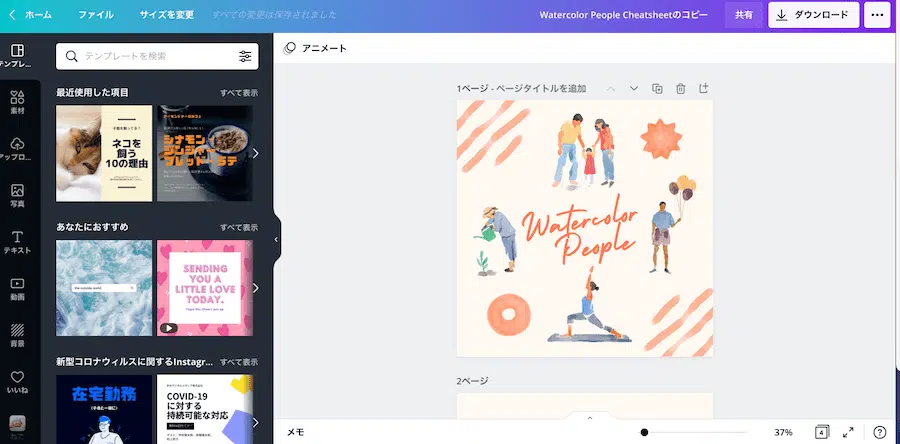 ホーム
ファイル
サイズを変更
すべての変更は保存されました
Watercolor People Cheatsheetのコピー
共有
ダウンロード
テンプレ...
素材
アップロ...
写真
テキスト
動画
背景
いいね
テンプレートを検索
最近使用した項目
すべて表示
ネコを
飼う
10の理由
シナモン
ジンジャー
ブレッド・ラテ
あなたにおすすめ
すべて表示
SENDING
YOU A
LITTLE LOVE
TODAY.
新型コロナウィルスに関するInstagr...
すべて表示
在宅勤務
COVID-19
に対する
持続可能な対応
アニメート
1ページ - ページタイトルを追加
Watercolor
People
2ページ
メモ
37%
4